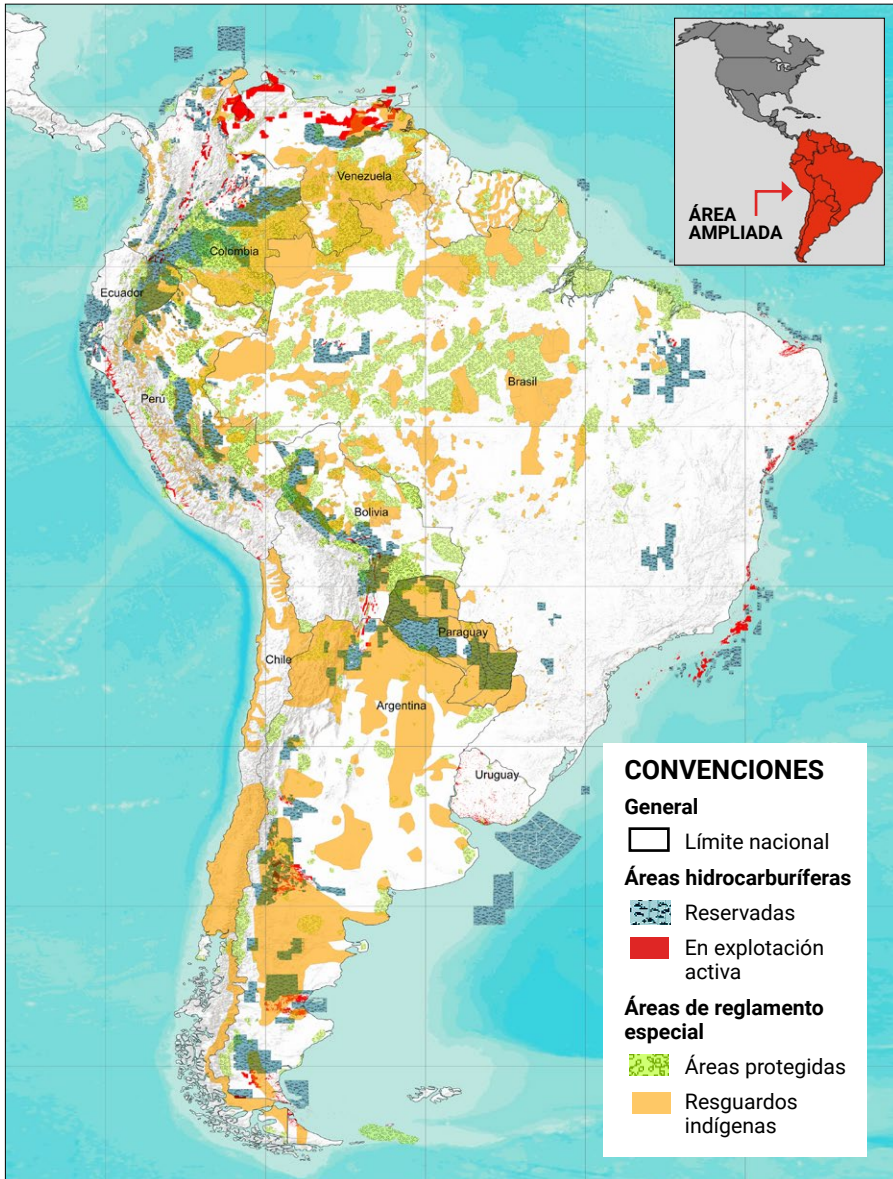 ÁREA
AMPLIADA
Venezuela
Colombia
Ecuador
Brasil
Perú
Bolivia
Paraguay
Chile
Argentina
Uruguay
CONVENCIONES
General
Límite nacional
Áreas hidrocarburíferas
Reservadas
En explotación
activa
Áreas de reglamento
especial
Áreas protegidas
Resguardos
indígenas